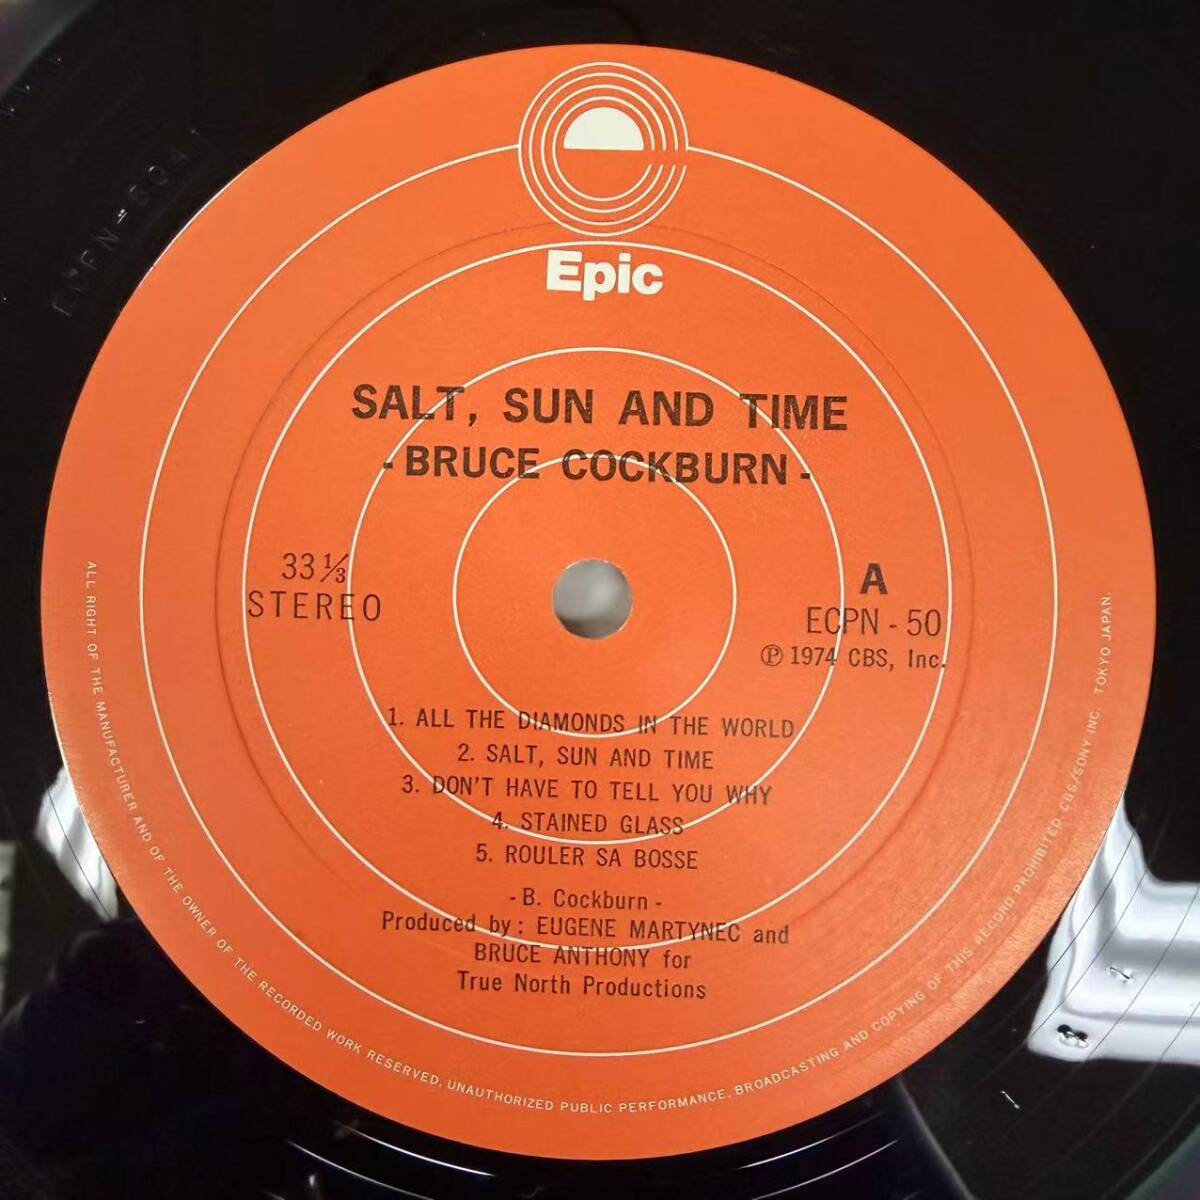 Epic
SALT, SUN AND TIME
- BRUCE COCKBURN -
33 1/3
STEREO
A
ECPN - 50
Ⓟ 1974 CBS, Inc.
1. ALL THE DIAMONDS IN THE WORLD
2. SALT, SUN AND TIME
3. DON'T HAVE TO TELL YOU WHY
4. STAINED GLASS
5. ROULER SA BOSSE
- B. Cockburn -
Produced by : EUGENE MARTYNEC and
BRUCE ANTHONY for
True North Productions
ALL RIGHT OF THE MANUFACTURER AND OF THE OWNER OF THE RECORDED WORK RESERVED. UNAUTHORIZED PUBLIC PERFORMANCE. BROADCASTING AND COPYING OF THIS RECORD PROHIBITED. CBS/SONY INC. TOKYO JAPAN.